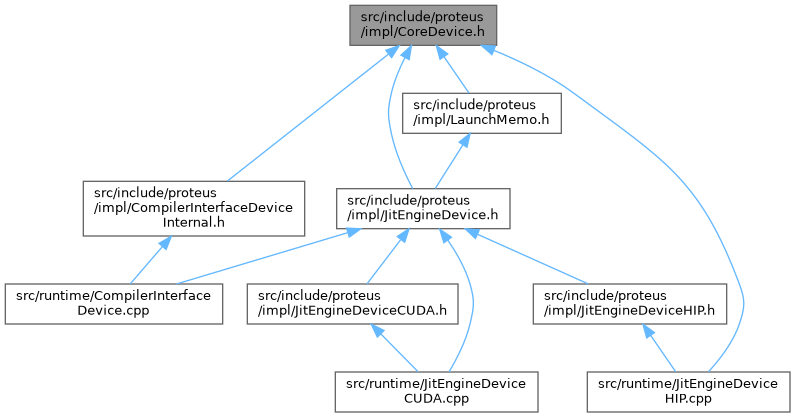 src/include/proteus
/impl/CoreDevice.h
src/include/proteus
/impl/LaunchMemo.h
src/include/proteus
/impl/CompilerInterfaceDevice
Internal.h
src/include/proteus
/impl/JitEngineDevice.h
src/runtime/CompilerInterface
Device.cpp
src/include/proteus
/impl/JitEngineDeviceCUDA.h
src/include/proteus
/impl/JitEngineDeviceHIP.h
src/runtime/JitEngineDevice
CUDA.cpp
src/runtime/JitEngineDevice
HIP.cpp